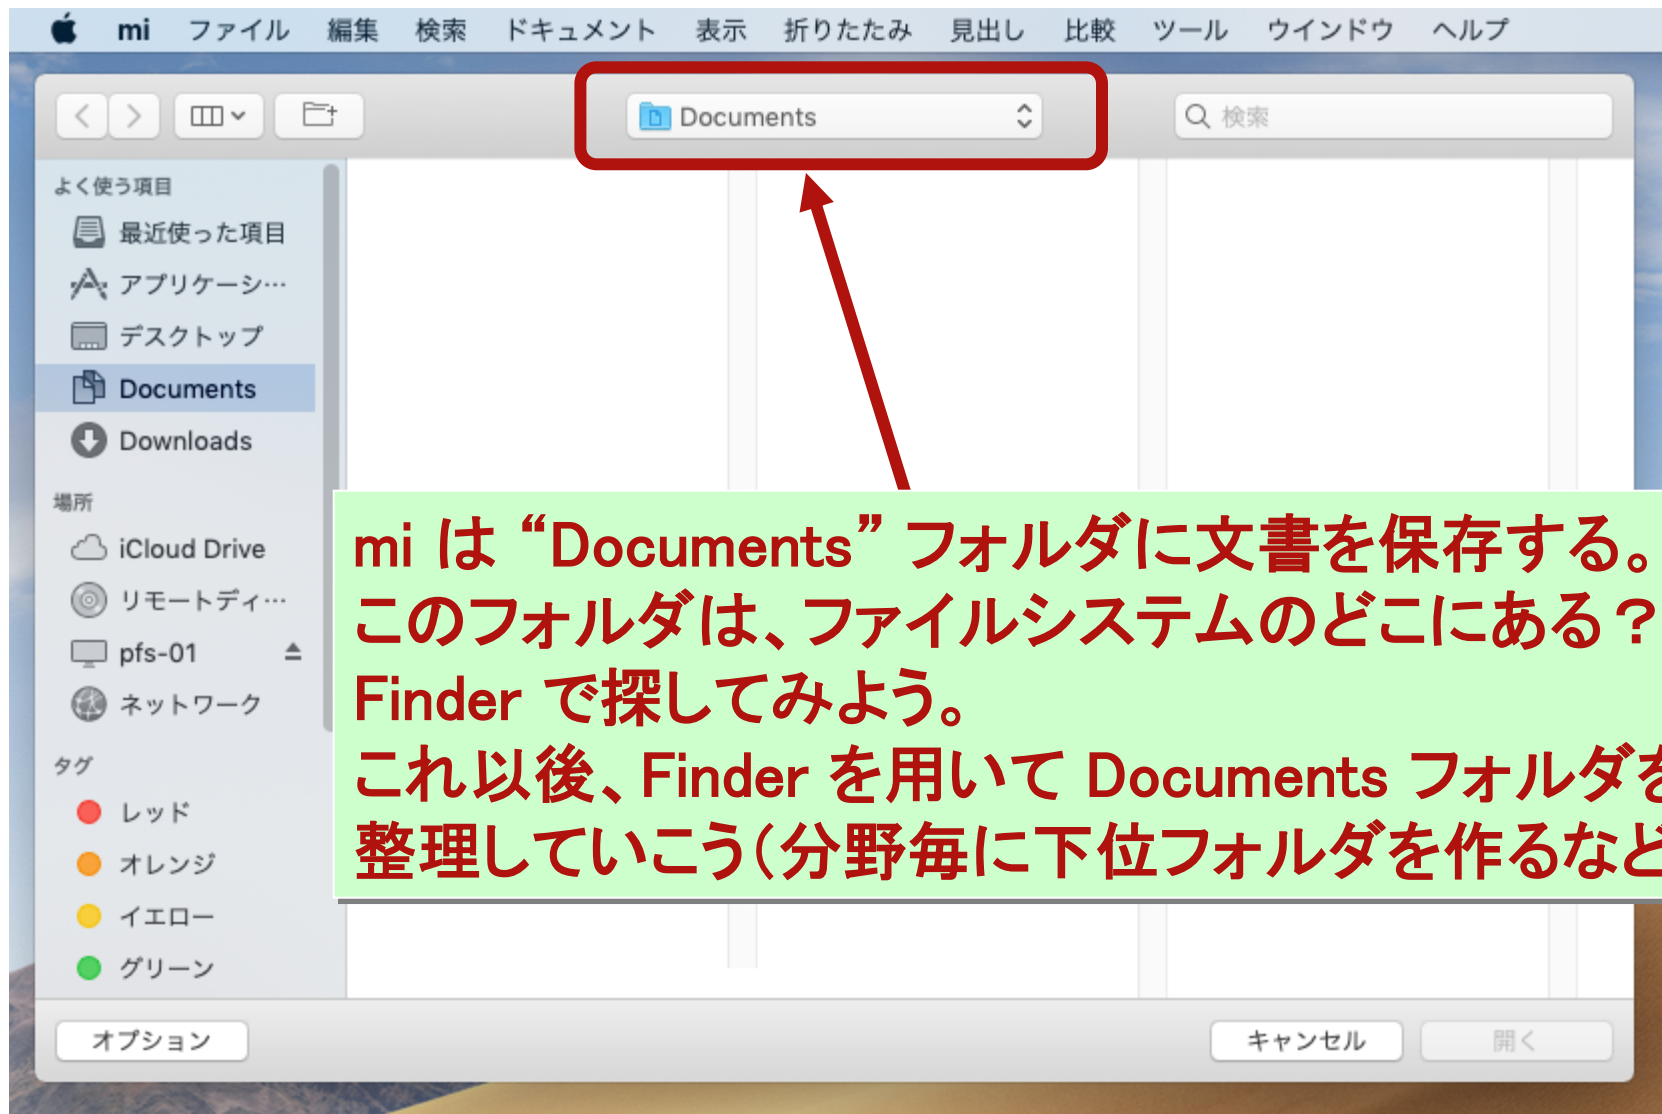 mi ファイル 編集 検索 ドキュメント 表示 折りたたみ 見出し 比較 ツール ウインドウ ヘルプ
Documents
検索
よく使う項目
最近使った項目
アプリケーシ…
デスクトップ
Documents
Downloads
場所
iCloud Drive
リモートディ…
pfs-01
ネットワーク
タグ
レッド
オレンジ
イエロー
グリーン
mi は “Documents” フォルダに文書を保存する。
このフォルダは、ファイルシステムのどこにある？
Finder で探してみよう。
これ以後、Finder を用いて Documents フォルダを
整理していこう（分野毎に下位フォルダを作るなど
オプション
キャンセル
開く